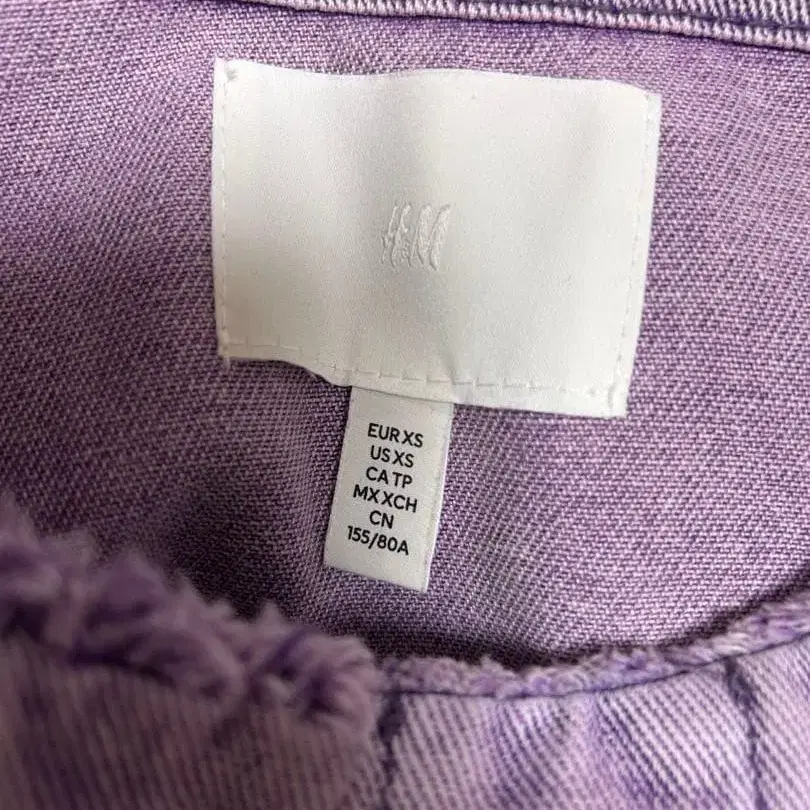 H&M
EUR XS
US XS
CA TP
MX XCH
CN
155/80A